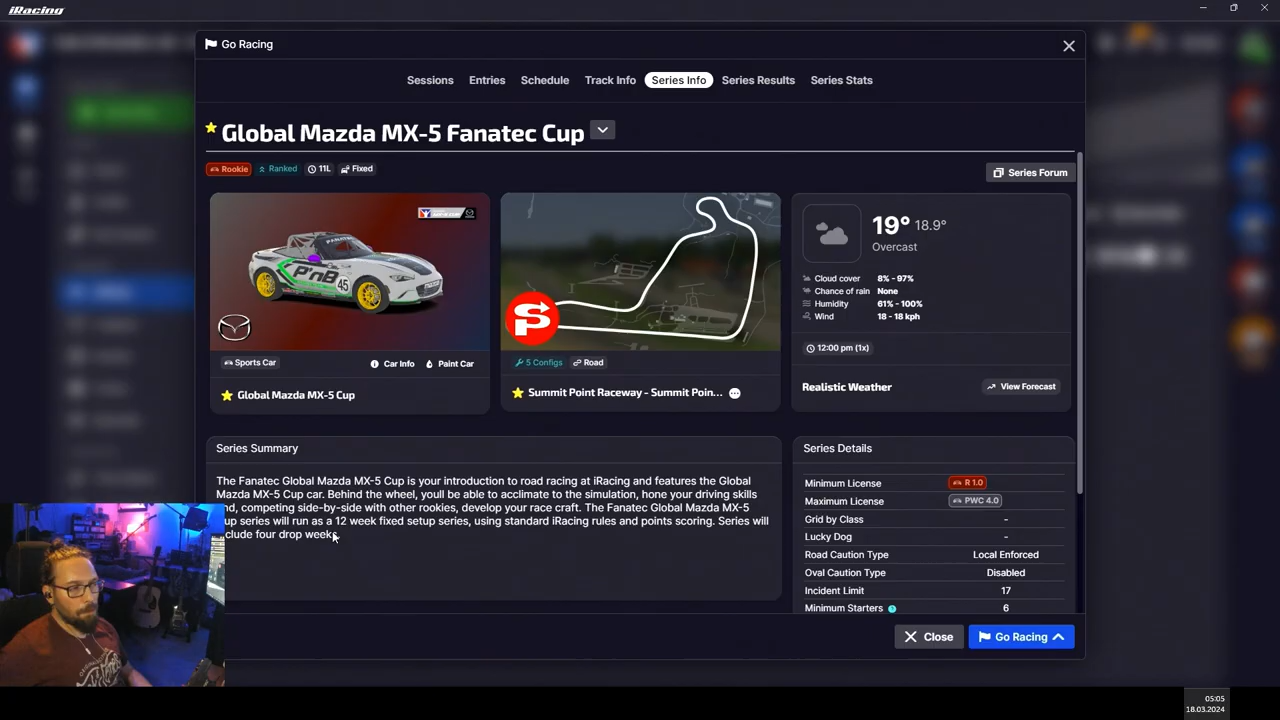 iRacing
Go Racing
Sessions Entries Schedule Track Info Series Info Series Results Series Stats
Global Mazda MX-5 Fanatec Cup
Rookie Ranked 11L Fixed
Series Forum
FANATEC
P'nB
45
5 Configs Road
Sports Car Car Info Paint Car
Global Mazda MX-5 Cup
Summit Point Raceway - Summit Poin...
19° 18.9°
Overcast
Cloud cover 8% - 97%
Chance of rain None
Humidity 61% - 100%
Wind 18 - 18 kph
12:00 pm (1x)
Realistic Weather View Forecast
Series Summary
The Fanatec Global Mazda MX-5 Cup is your introduction to road racing at iRacing and features the Global
Mazda MX-5 Cup car. Behind the wheel, youll be able to acclimate to the simulation, hone your driving skills
nd, competing side-by-side with other rookies, develop your race craft. The Fanatec Global Mazda MX-5
up series will run as a 12 week fixed setup series, using standard iRacing rules and points scoring. Series will
clude four drop weeks.
Series Details
Minimum License R 1.0
Maximum License PWC 4.0
Grid by Class -
Lucky Dog -
Road Caution Type Local Enforced
Oval Caution Type Disabled
Incident Limit 17
Minimum Starters 6
Close Go Racing
05:05
18.03.2024